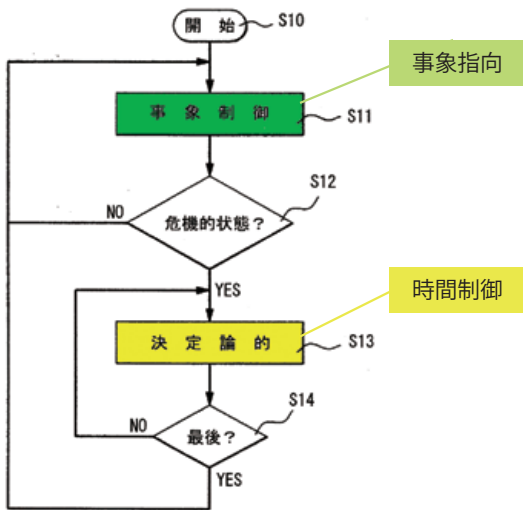 開 始
S10
事象指向
事 象 制 御
S11
S12
NO
危機的状態？
YES
時間制御
決 定 論 的
S13
S14
NO
最後？
YES